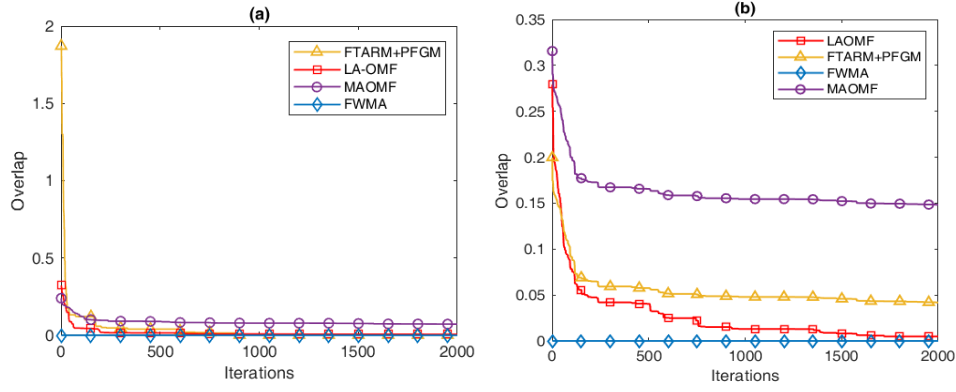 (a)
2
1.5
1
0.5
0
Overlap
0 500 1000 1500 2000
Iterations
FTARM+PFGM
LA-OMF
MAOMF
FWMA
(b)
0.35
0.3
0.25
0.2
0.15
0.1
0.05
0
Overlap
0 500 1000 1500 2000
Iterations
LAOMF
FTARM+PFGM
FWMA
MAOMF